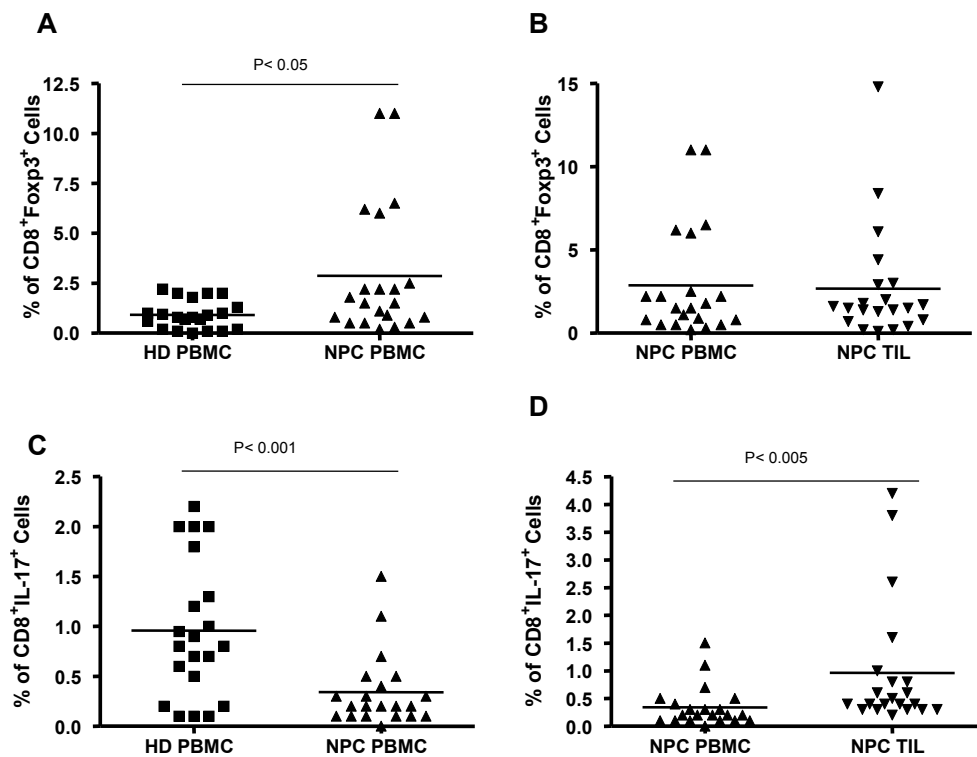 A
P< 0.05
% of CD8⁺Foxp3⁺ Cells
12.5
10.0
7.5
5.0
2.5
0.0
HD PBMC NPC PBMC
B
% of CD8⁺Foxp3⁺ Cells
15
10
5
0
NPC PBMC NPC TIL
C
P< 0.001
% of CD8⁺IL-17⁺ Cells
2.5
2.0
1.5
1.0
0.5
0.0
HD PBMC NPC PBMC
D
P< 0.005
% of CD8⁺IL-17⁺ Cells
4.5
4.0
3.5
3.0
2.5
2.0
1.5
1.0
0.5
0.0
NPC PBMC NPC TIL